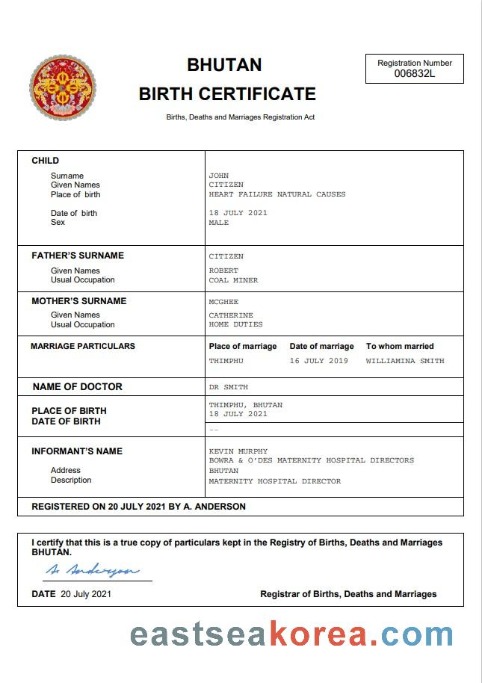 BHUTAN
BIRTH CERTIFICATE
Births, Deaths and Marriages Registration Act
Registration Number
006832L
CHILD
Surname JOHN
Given Names CITIZEN
Place of birth HEART FAILURE NATURAL CAUSES
Date of birth 18 JULY 2021
Sex MALE
FATHER'S SURNAME CITIZEN
Given Names ROBERT
Usual Occupation COAL MINER
MOTHER'S SURNAME MCGHEE
Given Names CATHERINE
Usual Occupation HOME DUTIES
MARRIAGE PARTICULARS Place of marriage Date of marriage To whom married
THIMPHU 16 JULY 2019 WILLIAMINA SMITH
NAME OF DOCTOR DR SMITH
PLACE OF BIRTH THIMPHU, BHUTAN
DATE OF BIRTH 18 JULY 2021
--
INFORMANT'S NAME KEVIN MURPHY
BOWRA & O'DES MATERNITY HOSPITAL DIRECTORS
Address BHUTAN
Description MATERNITY HOSPITAL DIRECTOR
REGISTERED ON 20 JULY 2021 BY A. ANDERSON
I certify that this is a true copy of particulars kept in the Registry of Births, Deaths and Marriages
BHUTAN.
A. Anderson
DATE 20 July 2021 Registrar of Births, Deaths and Marriages
eastseakorea.com